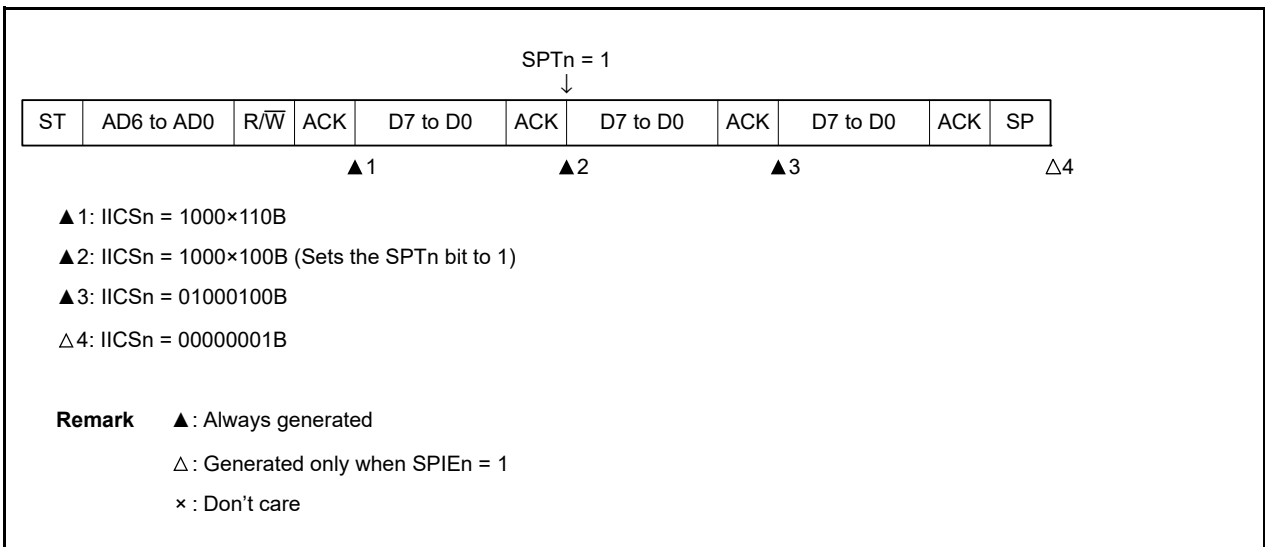 SPTn = 1
↓
ST AD6 to AD0 R/W̅ ACK D7 to D0 ACK D7 to D0 ACK D7 to D0 ACK SP
▲1 ▲2 ▲3 △4
▲1: IICSn = 1000×110B
▲2: IICSn = 1000×100B (Sets the SPTn bit to 1)
▲3: IICSn = 01000100B
△4: IICSn = 00000001B
Remark ▲: Always generated
△: Generated only when SPIEn = 1
×: Don't care